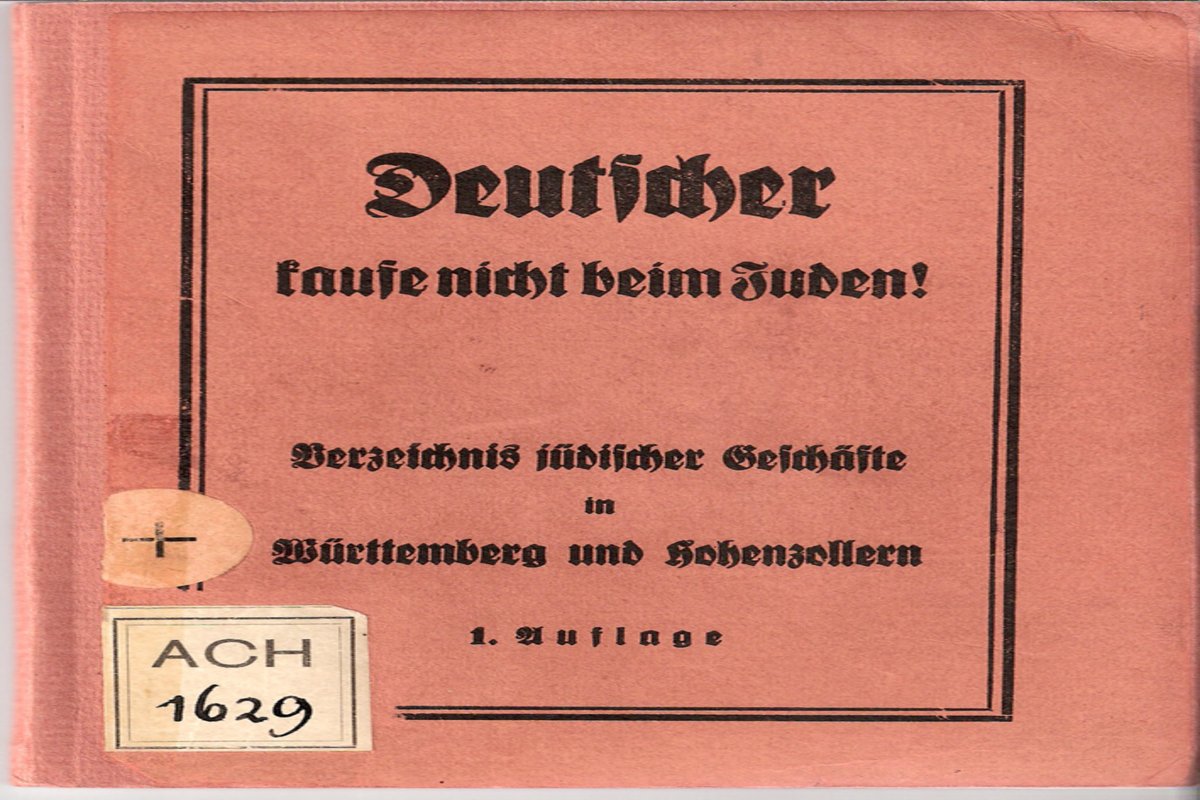 Deutscher
kaufe nicht beim Juden!
Verzeichnis jüdischer Geschäfte
in
Württemberg und Hohenzollern
1. Auflage
ACH
1629